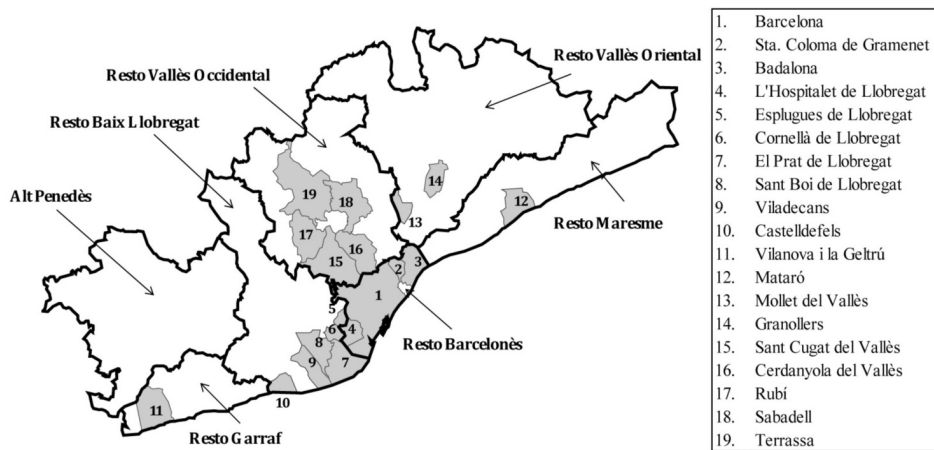 Resto Vallès Occidental
Resto Vallès Oriental
Resto Baix Llobregat
Alt Penedès
Resto Maresme
Resto Barcelonès
Resto Garraf
19
18
14
12
13
17
16
15
3
2
1
5
6
4
8
9
7
10
11
1. Barcelona
2. Sta. Coloma de Gramenet
3. Badalona
4. L'Hospitalet de Llobregat
5. Esplugues de Llobregat
6. Cornellà de Llobregat
7. El Prat de Llobregat
8. Sant Boi de Llobregat
9. Viladecans
10. Castelldefels
11. Vilanova i la Geltrú
12. Mataró
13. Mollet del Vallès
14. Granollers
15. Sant Cugat del Vallès
16. Cerdanyola del Vallès
17. Rubí
18. Sabadell
19. Terrassa